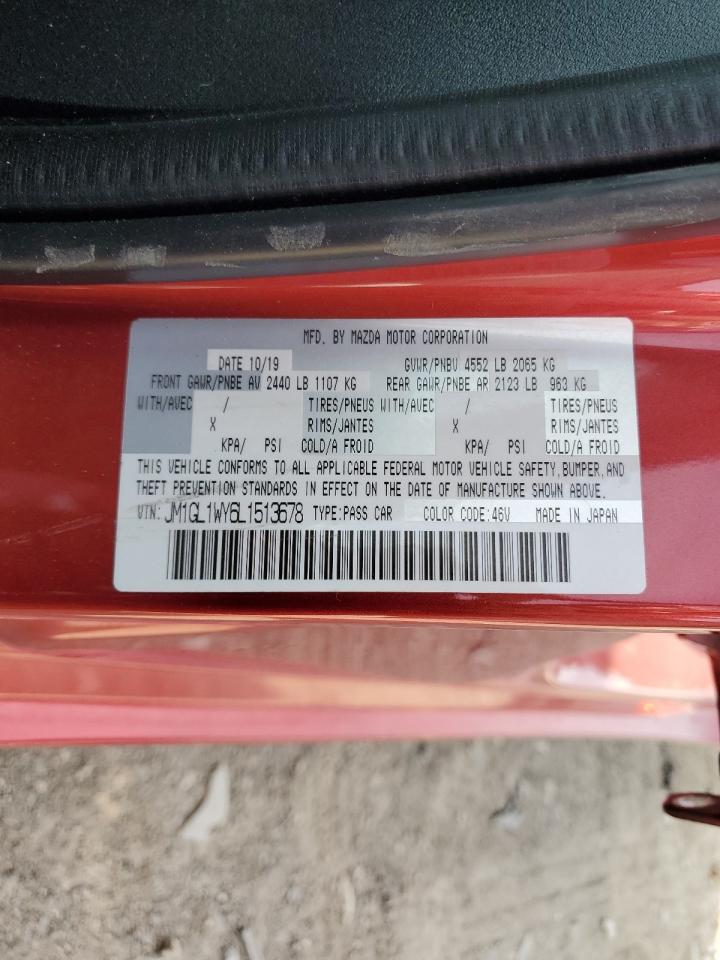 MFD. BY MAZDA MOTOR CORPORATION
DATE 10/19 GVWR/PNBV 4552 LB 2065 KG
FRONT GAWR/PNBE AV 2440 LB 1107 KG REAR GAWR/PNBE AR 2123 LB 963 KG
WITH/AVEC / TIRES/PNEUS WITH/AVEC / TIRES/PNEUS
X RIMS/JANTES X RIMS/JANTES
KPA/ PSI COLD/A FROID KPA/ PSI COLD/A FROID
THIS VEHICLE CONFORMS TO ALL APPLICABLE FEDERAL MOTOR VEHICLE SAFETY, BUMPER, AND
THEFT PREVENTION STANDARDS IN EFFECT ON THE DATE OF MANUFACTURE SHOWN ABOVE.
VIN: JM1GL1WY6L1513678 TYPE: PASS CAR COLOR CODE: 46V MADE IN JAPAN